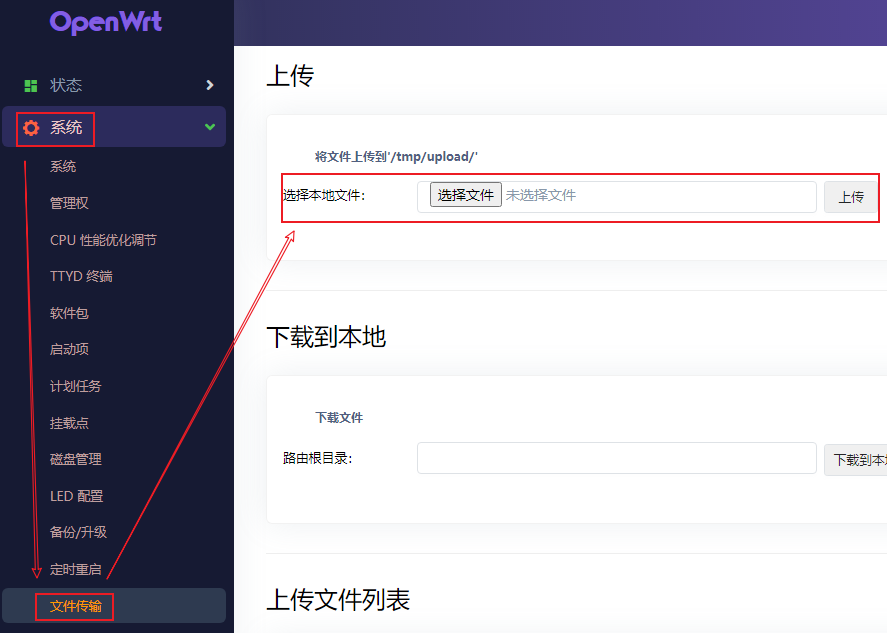 OpenWrt
状态
系统
系统
管理权
CPU 性能优化调节
TTYD 终端
软件包
启动项
计划任务
挂载点
磁盘管理
LED 配置
备份/升级
定时重启
文件传输
上传
将文件上传到'/tmp/upload/'
选择本地文件: 选择文件 未选择文件 上传
下载到本地
下载文件
路由根目录: 下载到本地
上传文件列表